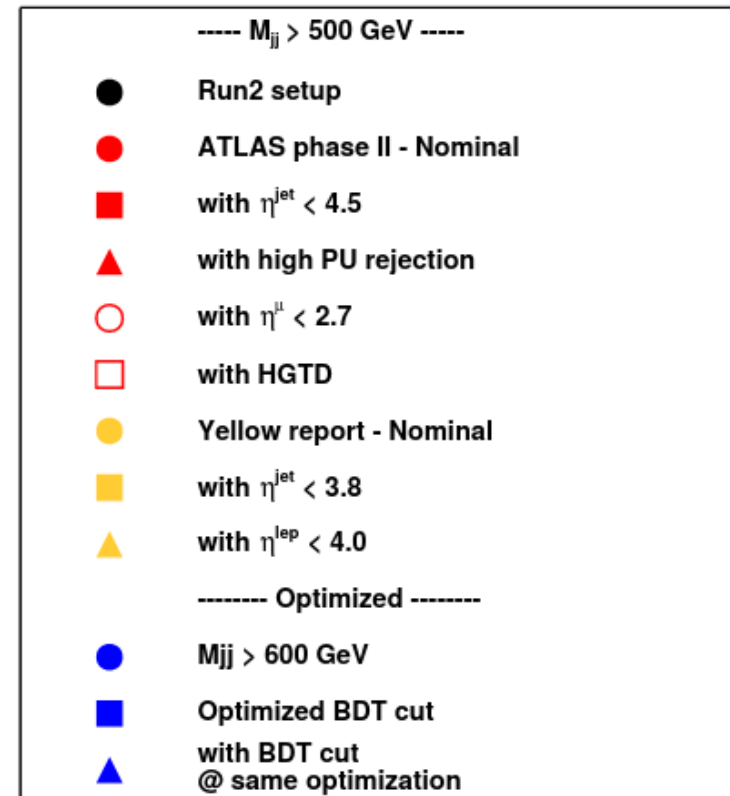 ----- Mjj > 500 GeV -----
Run2 setup
ATLAS phase II - Nominal
with η^jet < 4.5
with high PU rejection
with η^μ < 2.7
with HGTD
Yellow report - Nominal
with η^jet < 3.8
with η^lep < 4.0
-------- Optimized --------
Mjj > 600 GeV
Optimized BDT cut
with BDT cut
@ same optimization